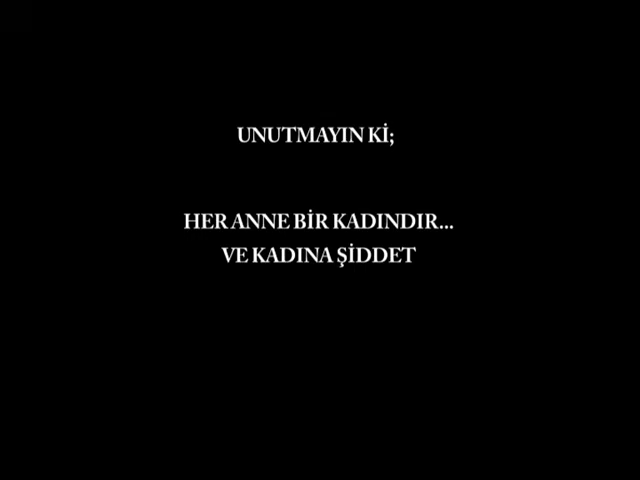 UNUTMAYIN Kİ;
HER ANNE BİR KADINDIR...
VE KADINA ŞİDDET